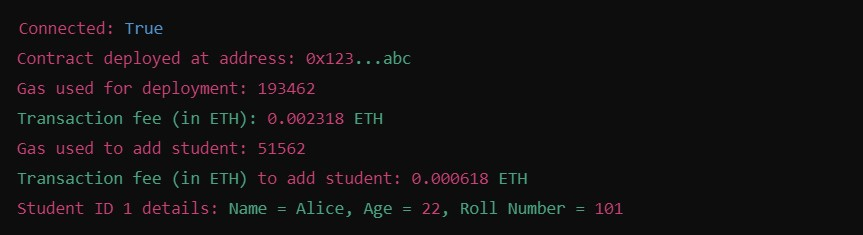 Connected: True
Contract deployed at address: 0x123...abc
Gas used for deployment: 193462
Transaction fee (in ETH): 0.002318 ETH
Gas used to add student: 51562
Transaction fee (in ETH) to add student: 0.000618 ETH
Student ID 1 details: Name = Alice, Age = 22, Roll Number = 101